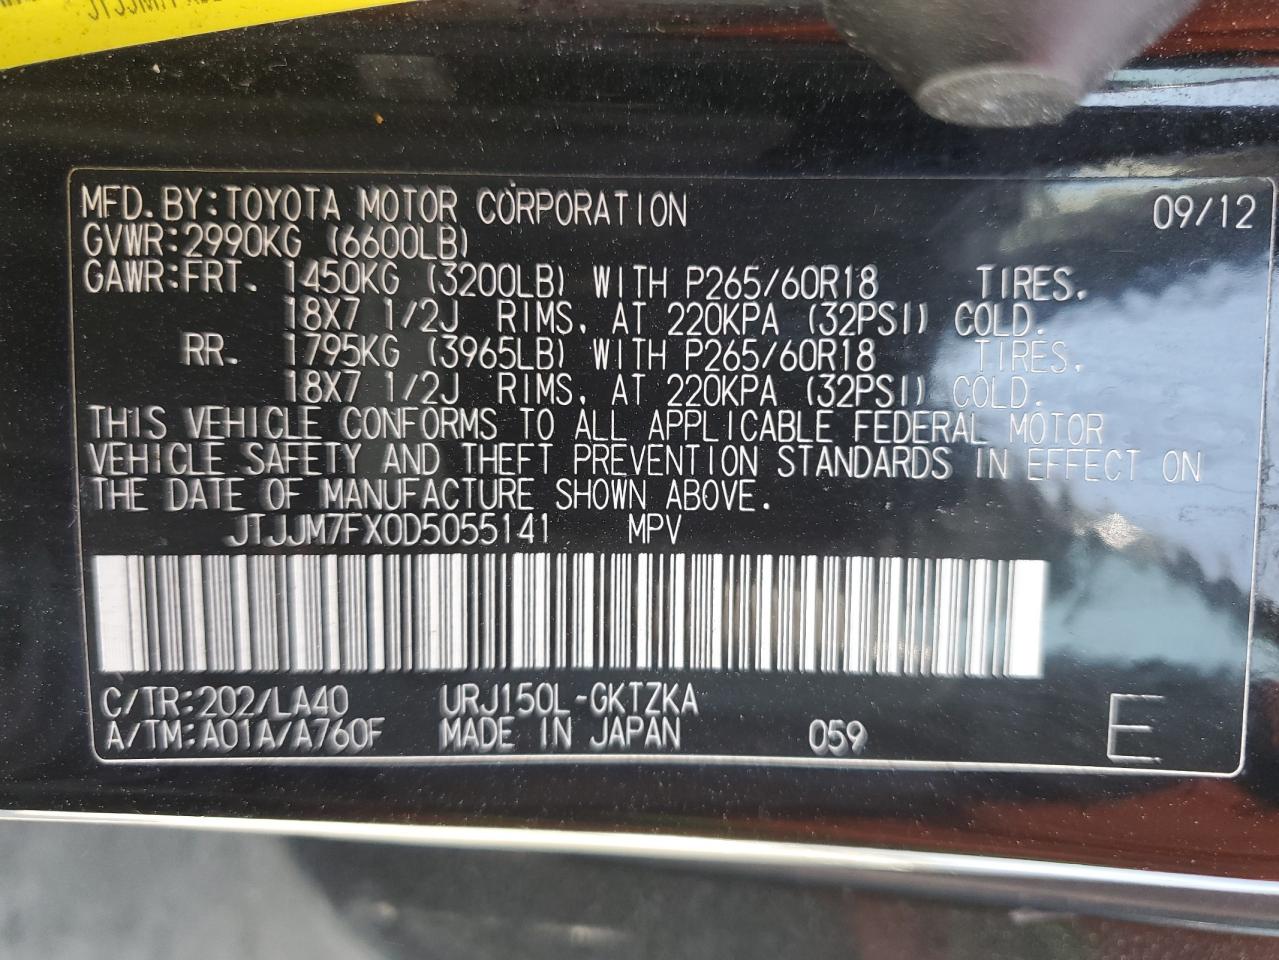 MFD. BY:TOYOTA MOTOR CORPORATION 09/12
GVWR:2990KG (6600LB)
GAWR:FRT. 1450KG (3200LB) WITH P265/60R18 TIRES.
18X7 1/2J RIMS, AT 220KPA (32PSI) COLD.
RR. 1795KG (3965LB) WITH P265/60R18 TIRES,
18X7 1/2J RIMS, AT 220KPA (32PSI) COLD.
THIS VEHICLE CONFORMS TO ALL APPLICABLE FEDERAL MOTOR
VEHICLE SAFETY AND THEFT PREVENTION STANDARDS IN EFFECT ON
THE DATE OF MANUFACTURE SHOWN ABOVE.
JTJJM7FX0D5055141 MPV
C/TR:202/LA40 URJ150L-GKTZKA
A/TM:A01A/A760F MADE IN JAPAN 059 E